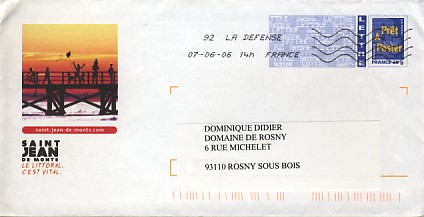 92 LA DEFENSE
07-06-06 14h FRANCE
LETTRE
Prêt
à
Poster
FRANCE
saint-jean-de-monts.com
SAINT
JEAN
DE MONTS
LE LITTORAL,
C'EST VITAL.
DOMINIQUE DIDIER
DOMAINE DE ROSNY
6 RUE MICHELET
93110 ROSNY SOUS BOIS